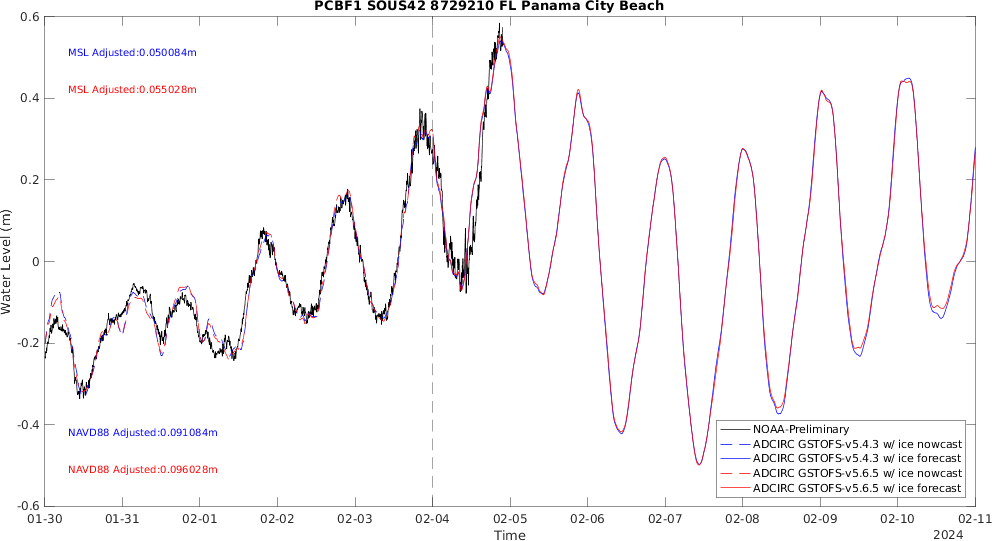 PCBF1 SOUS42 8729210 FL Panama City Beach
0.6
0.4
0.2
0
-0.2
-0.4
-0.6
Water Level (m)
MSL Adjusted:0.050084m
MSL Adjusted:0.055028m
NAVD88 Adjusted:0.091084m
NAVD88 Adjusted:0.096028m
NOAA-Preliminary
ADCIRC GSTOFS-v5.4.3 w/ ice nowcast
ADCIRC GSTOFS-v5.4.3 w/ ice forecast
ADCIRC GSTOFS-v5.6.5 w/ ice nowcast
ADCIRC GSTOFS-v5.6.5 w/ ice forecast
01-30 01-31 02-01 02-02 02-03 02-04 02-05 02-06 02-07 02-08 02-09 02-10 02-11
Time
2024